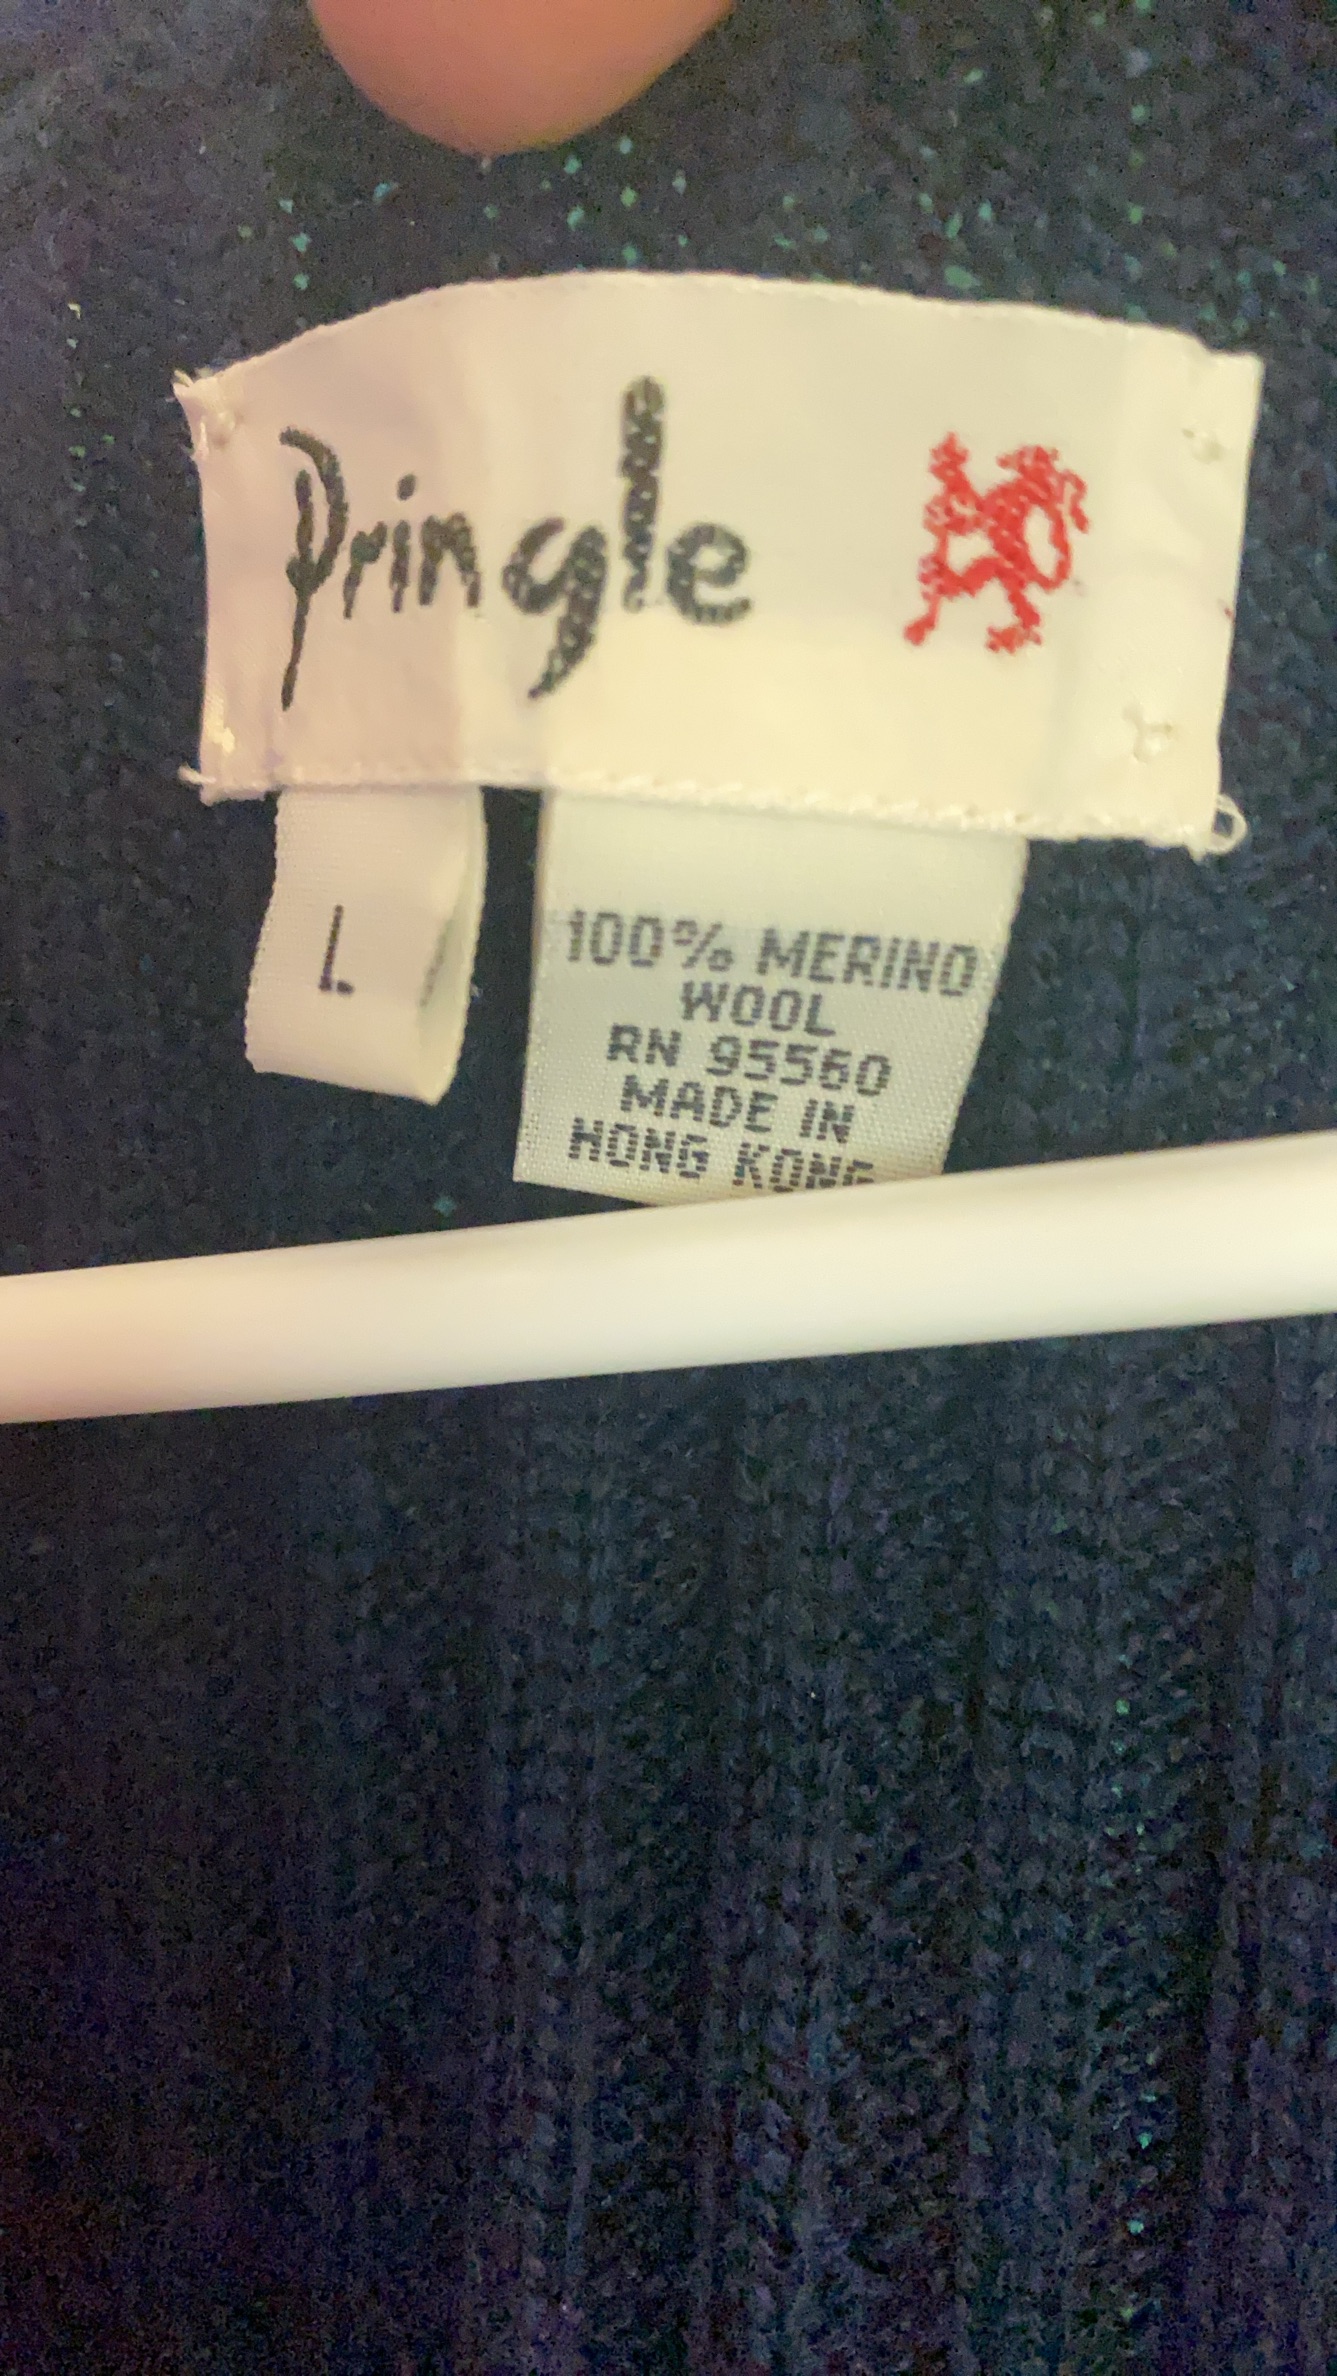 Pringle
L
100% MERINO
WOOL
RN 95560
MADE IN
HONG KONG